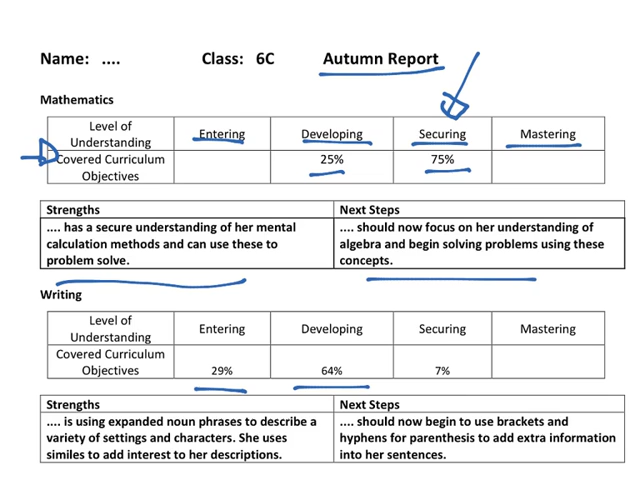 Name: .... Class: 6C Autumn Report
Mathematics
Level of Understanding Entering Developing Securing Mastering
Covered Curriculum Objectives 25% 75%
Strengths
.... has a secure understanding of her mental
calculation methods and can use these to
problem solve.
Next Steps
.... should now focus on her understanding of
algebra and begin solving problems using these
concepts.
Writing
Level of Understanding Entering Developing Securing Mastering
Covered Curriculum Objectives 29% 64% 7%
Strengths
.... is using expanded noun phrases to describe a
variety of settings and characters. She uses
similes to add interest to her descriptions.
Next Steps
.... should now begin to use brackets and
hyphens for parenthesis to add extra information
into her sentences.